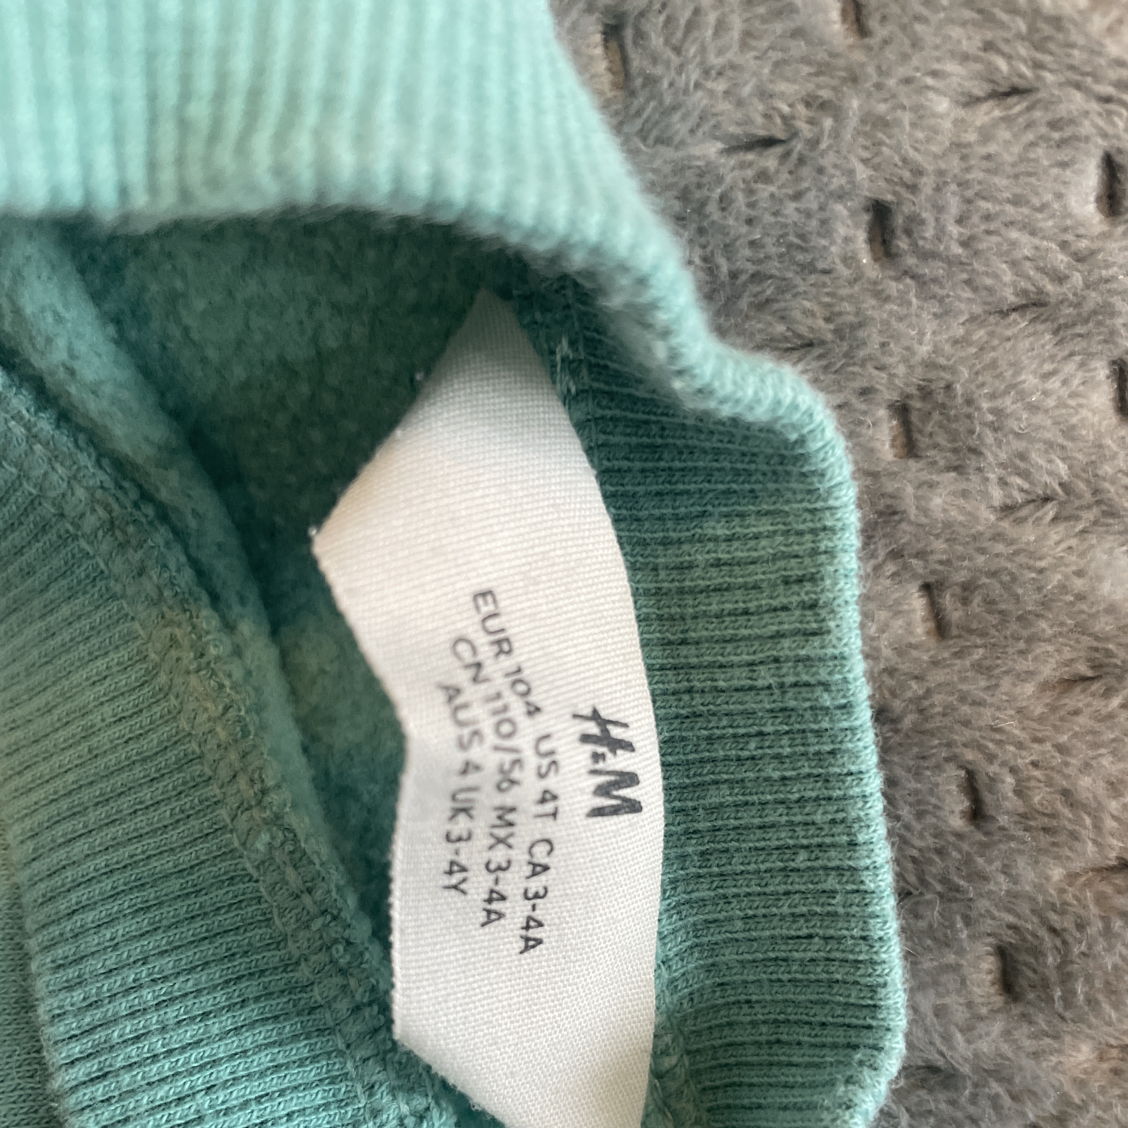 H&M
EUR 104 US 4T CA 3-4A
CN 110/56 MX 3-4A
AUS 4 UK 3-4Y